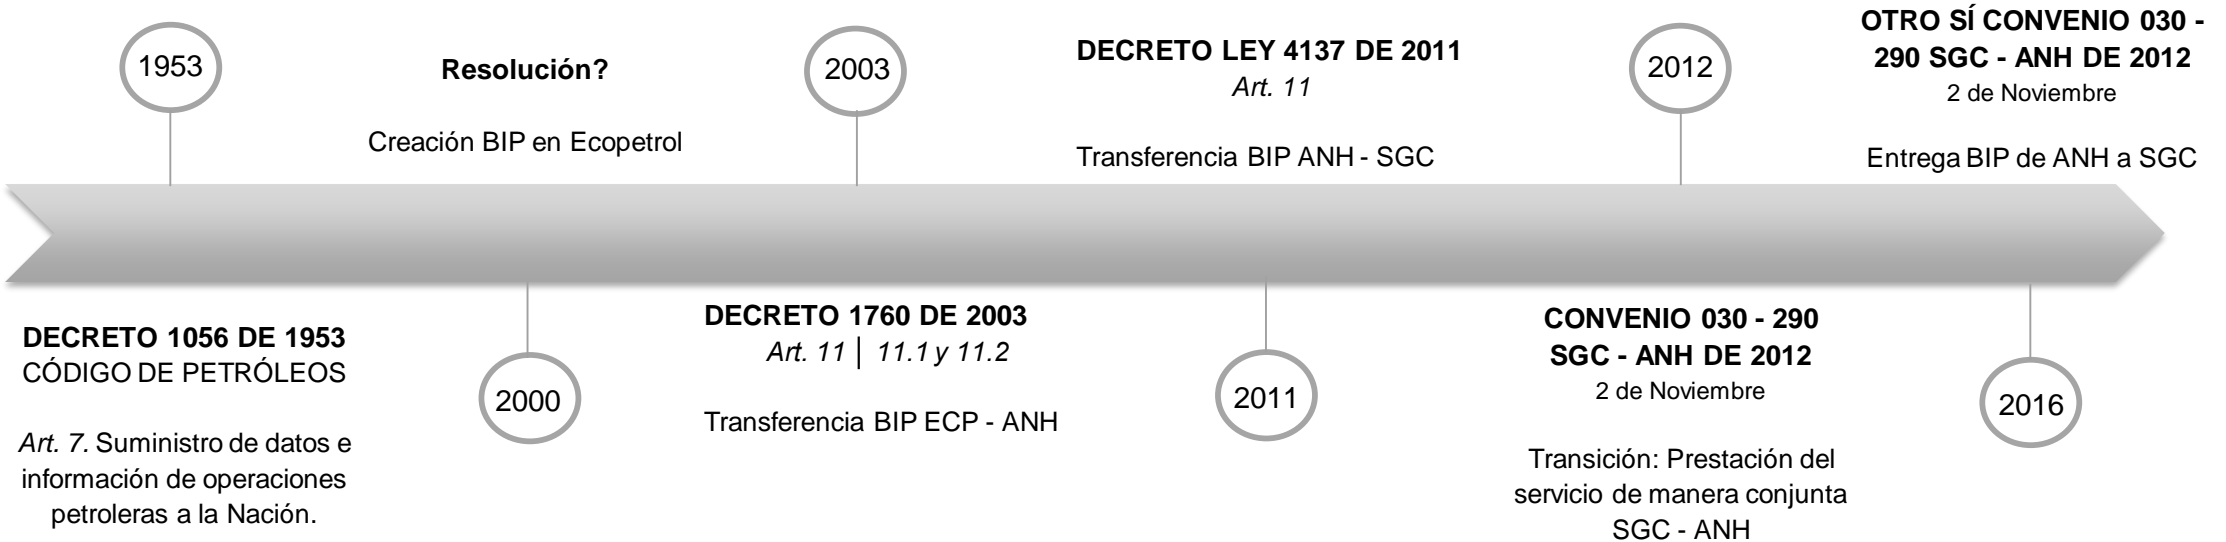 1953
DECRETO 1056 DE 1953
CÓDIGO DE PETRÓLEOS
Art. 7. Suministro de datos e
información de operaciones
petroleras a la Nación.
Resolución?
Creación BIP en Ecopetrol
2000
2003
DECRETO 1760 DE 2003
Art. 11 | 11.1 y 11.2
Transferencia BIP ECP - ANH
DECRETO LEY 4137 DE 2011
Art. 11
Transferencia BIP ANH - SGC
2011
2012
CONVENIO 030 - 290
SGC - ANH DE 2012
2 de Noviembre
Transición: Prestación del
servicio de manera conjunta
SGC - ANH
OTRO SÍ CONVENIO 030 -
290 SGC - ANH DE 2012
2 de Noviembre
Entrega BIP de ANH a SGC
2016